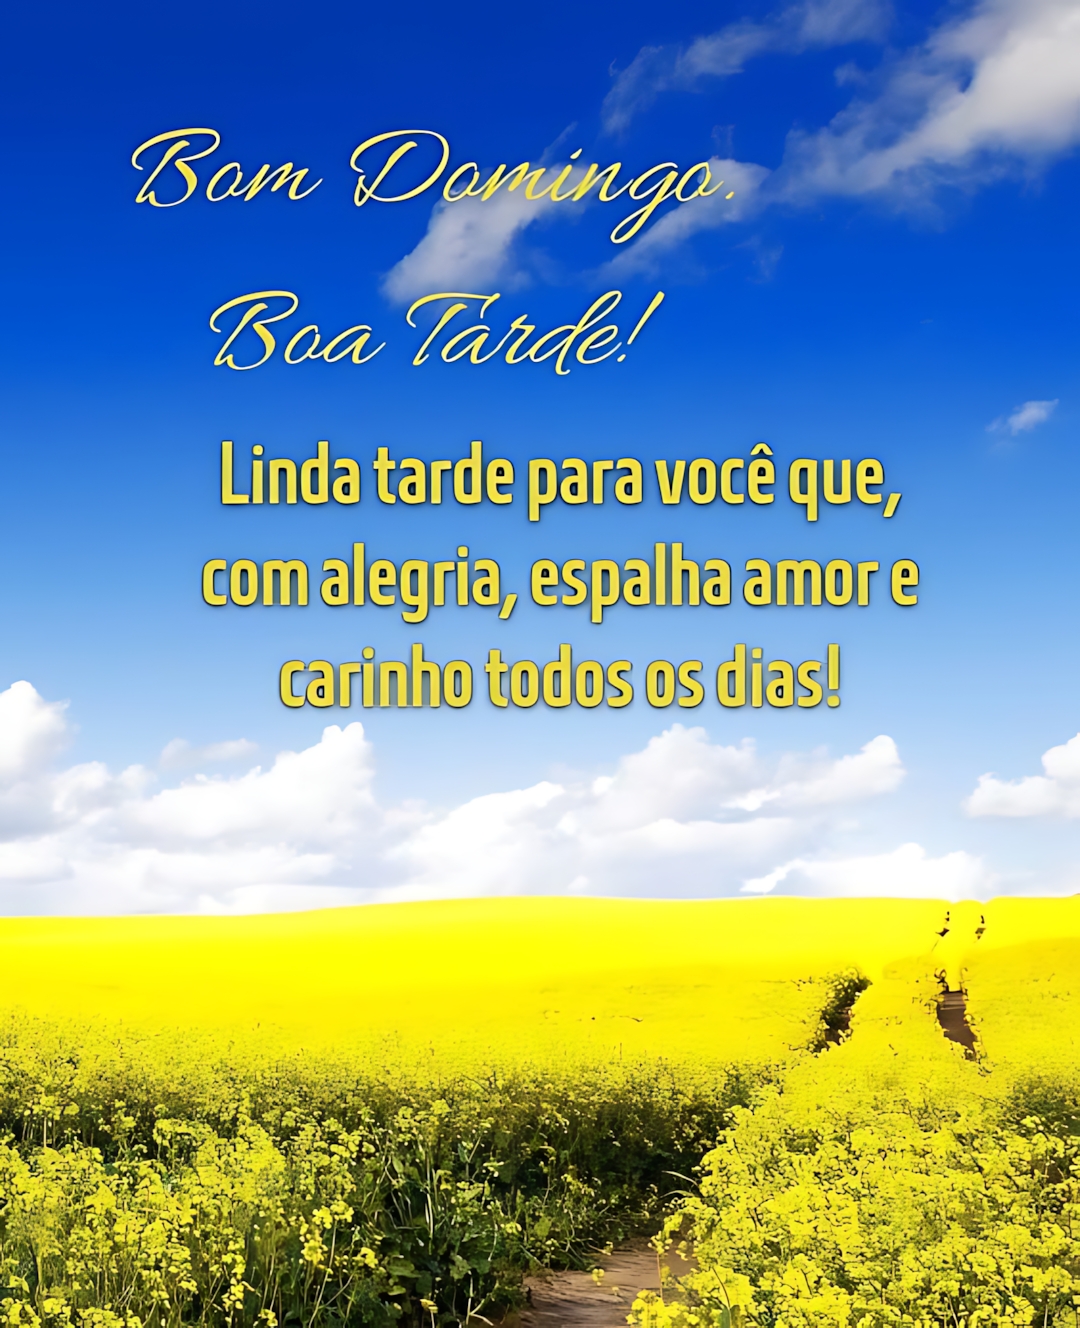 Bom Domingo.
Boa Tarde!
Linda tarde para você que,
com alegria, espalha amor e
carinho todos os dias!